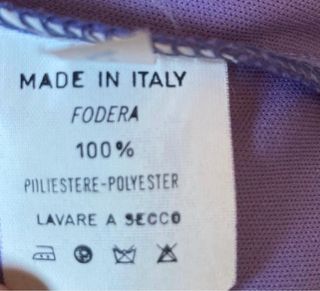 MADE IN ITALY
FODERA
100%
POLIESTERE-POLYESTER
LAVARE A SECCO